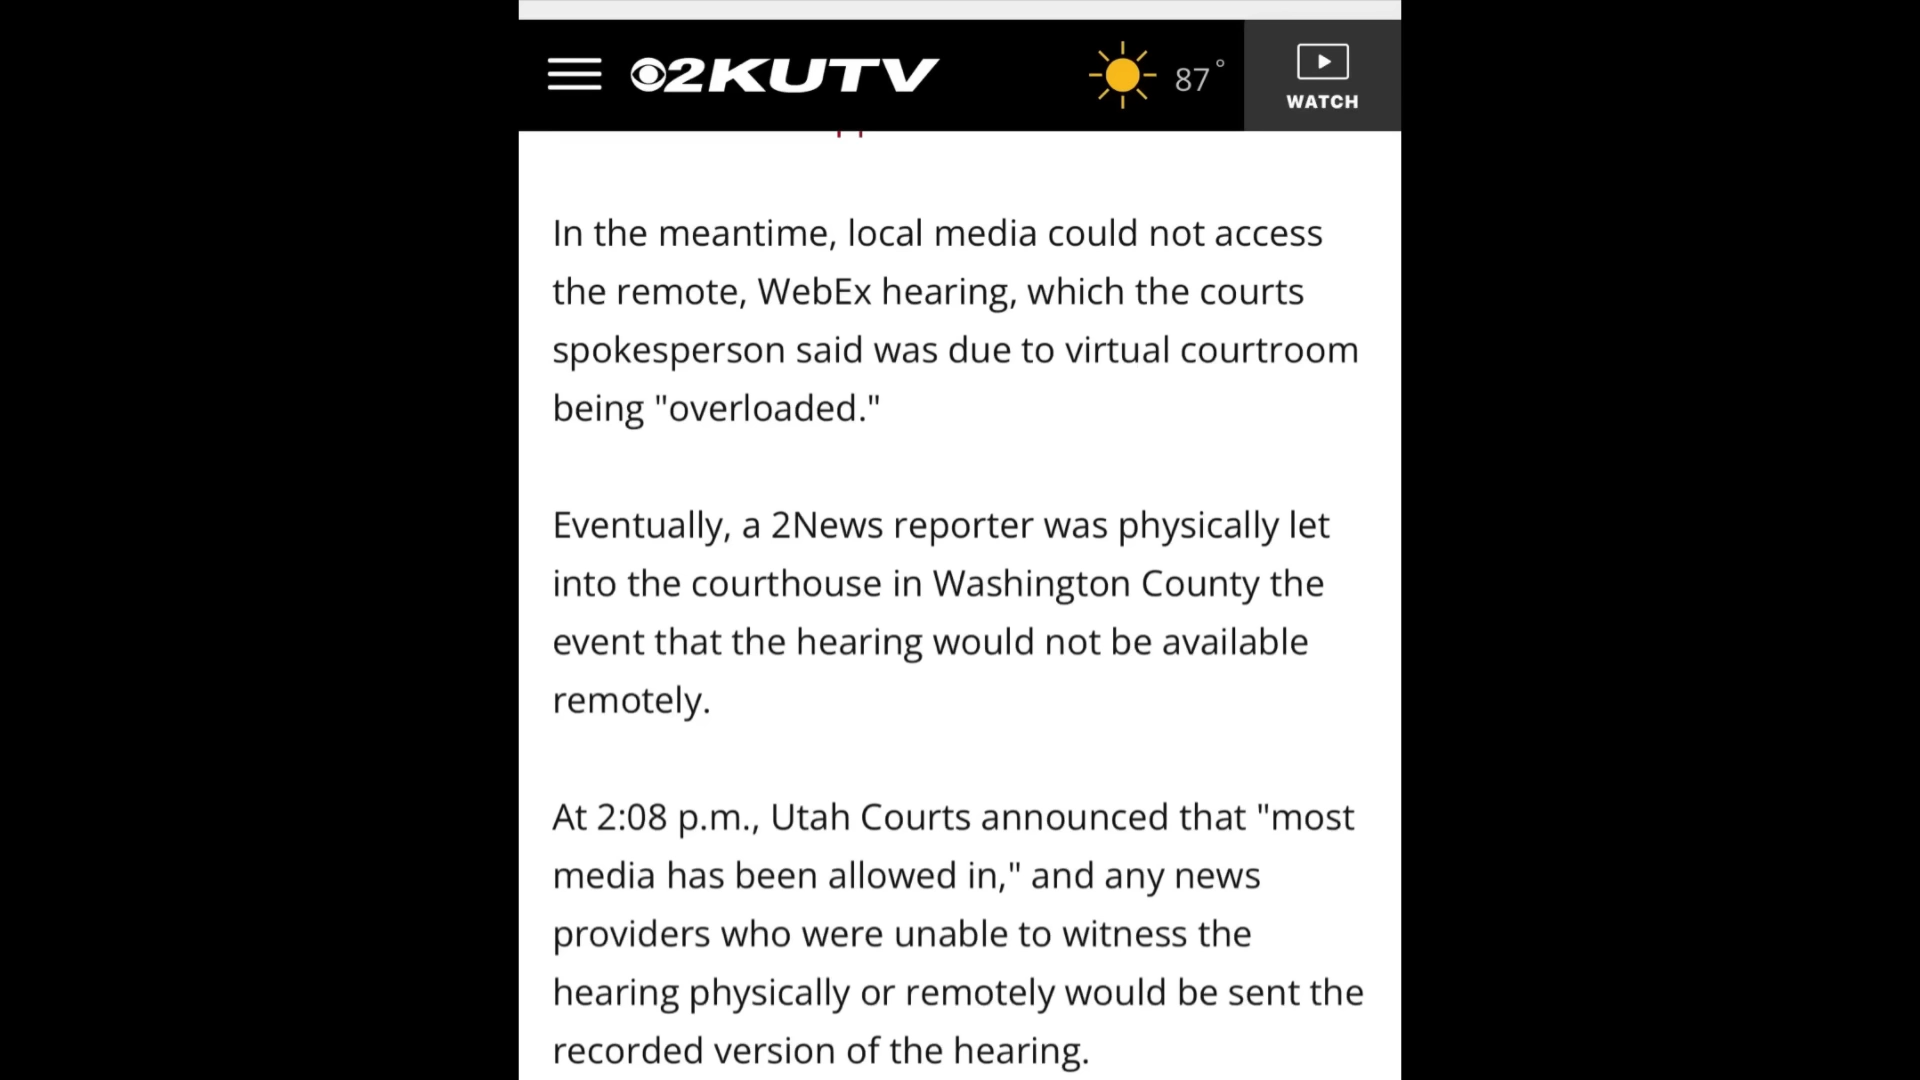 2KUTV
87°
WATCH
In the meantime, local media could not access
the remote, WebEx hearing, which the courts
spokesperson said was due to virtual courtroom
being "overloaded."
Eventually, a 2News reporter was physically let
into the courthouse in Washington County the
event that the hearing would not be available
remotely.
At 2:08 p.m., Utah Courts announced that "most
media has been allowed in," and any news
providers who were unable to witness the
hearing physically or remotely would be sent the
recorded version of the hearing.